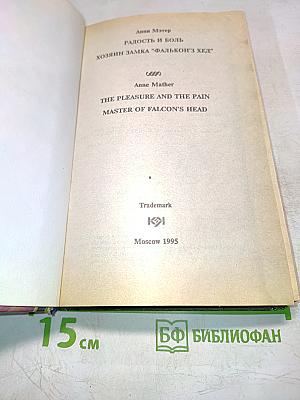 Анни Мэтер
РАДОСТЬ И БОЛЬ
ХОЗЯИН ЗАМКА "ФАЛЬКОН'З ХЕД"
Anne Mather
THE PLEASURE AND THE PAIN
MASTER OF FALCON'S HEAD
Trademark
Moscow 1995
15 см
БФ БИБЛИОФАН